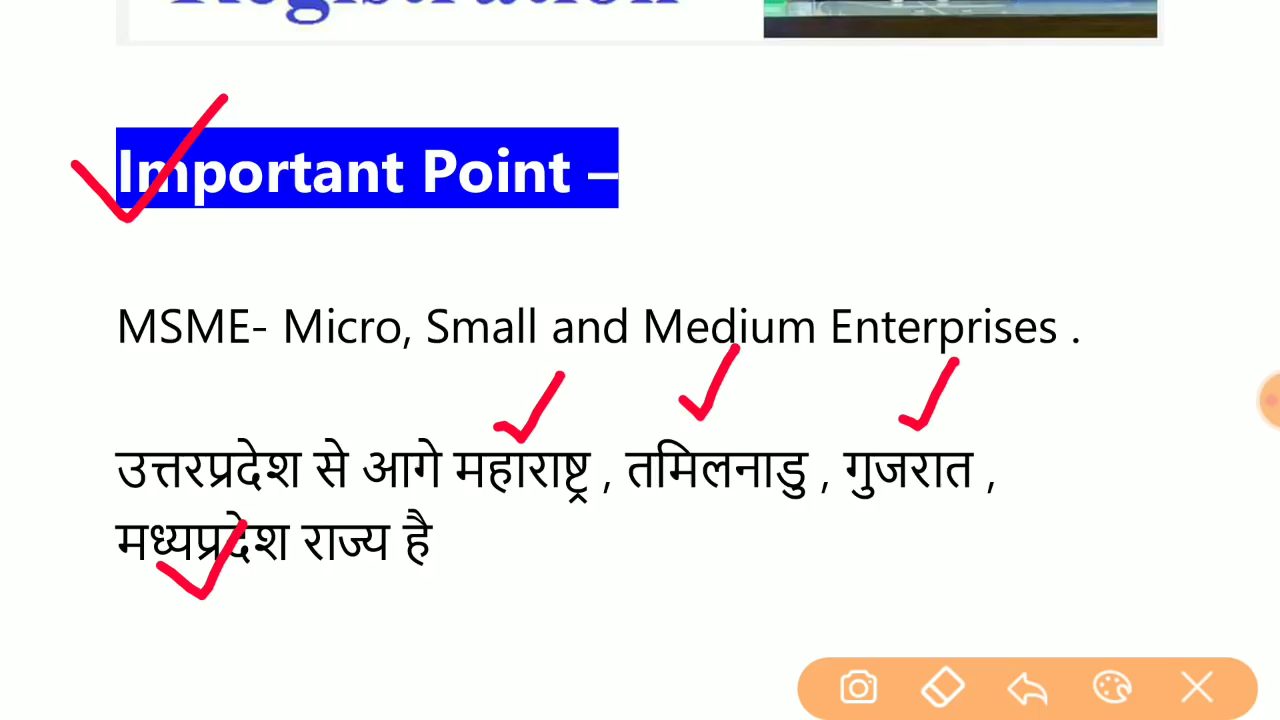 Registration
Important Point –
MSME- Micro, Small and Medium Enterprises .
उत्तरप्रदेश से आगे महाराष्ट्र , तमिलनाडु , गुजरात ,
मध्यप्रदेश राज्य है